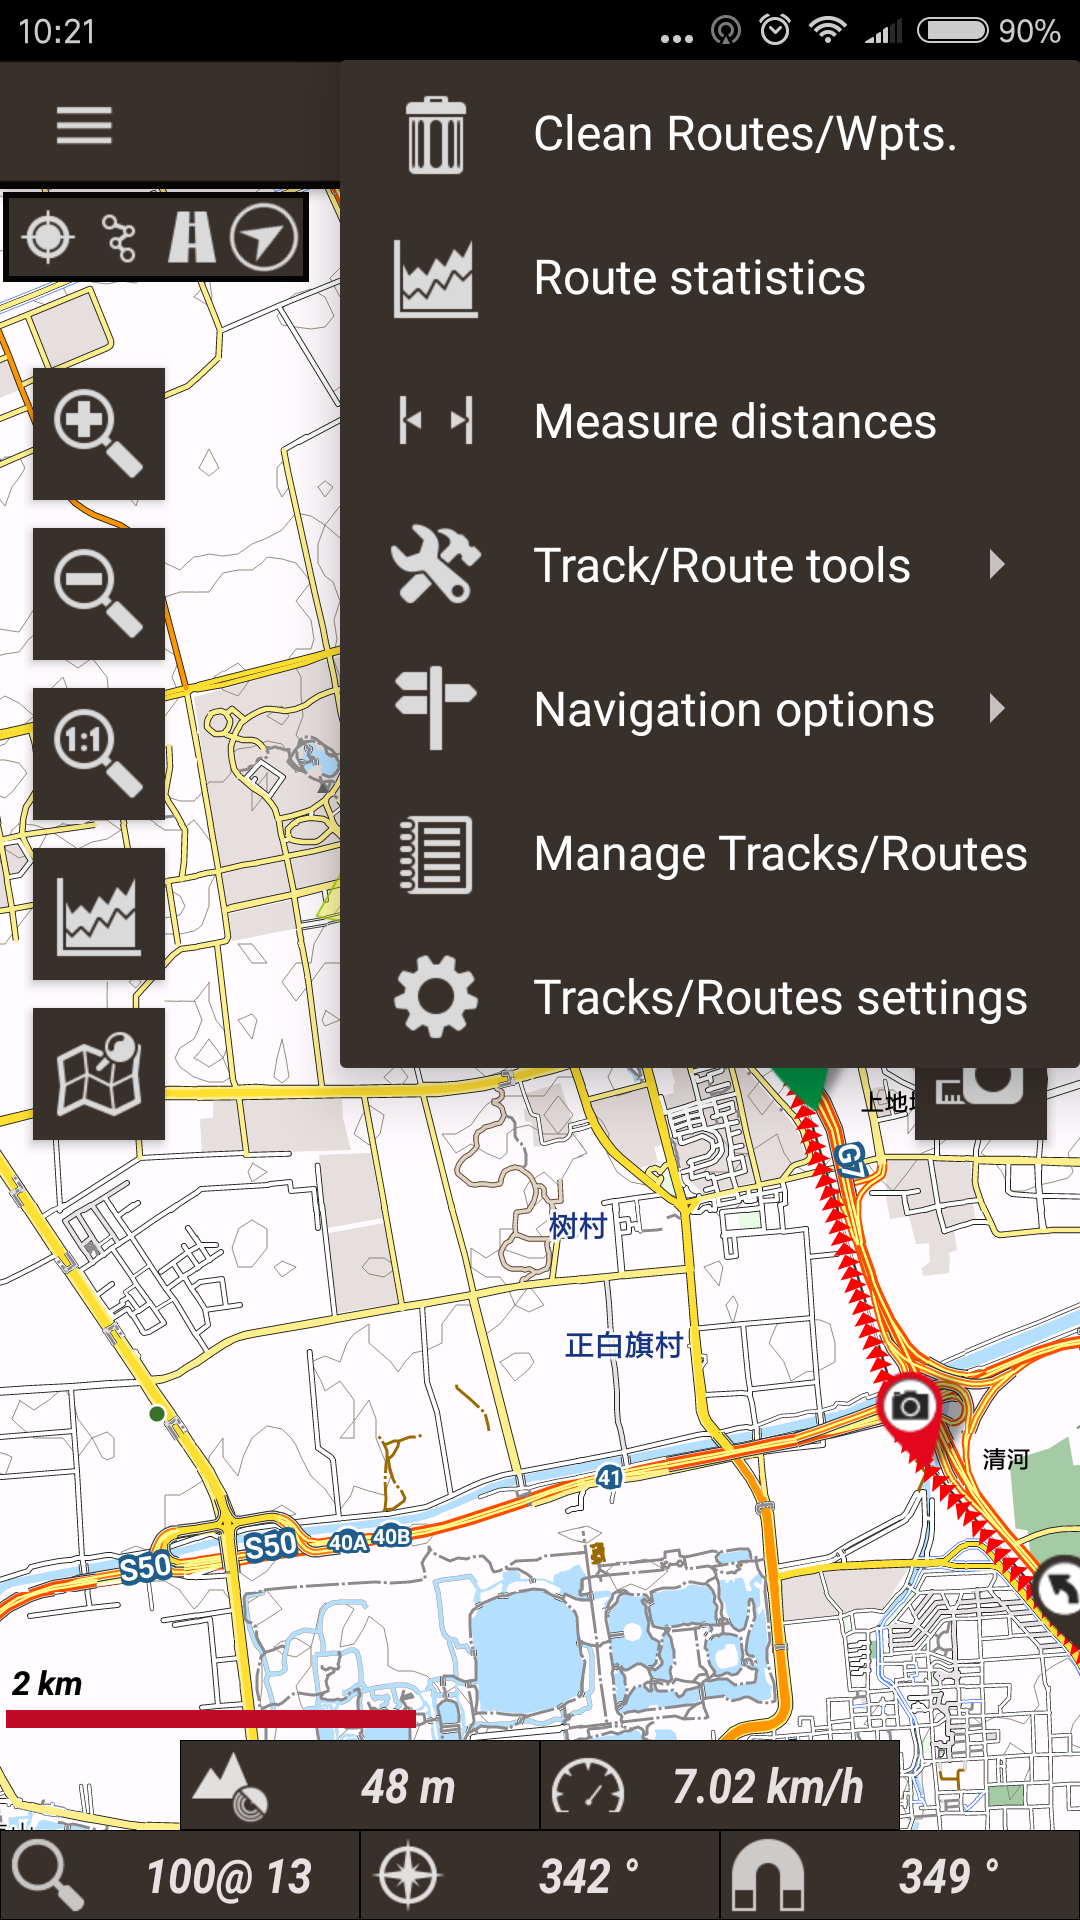 10:21
90%
Clean Routes/Wpts.
Route statistics
Measure distances
Track/Route tools
Navigation options
1:1
Manage Tracks/Routes
Tracks/Routes settings
上地
G7
树村
正白旗村
清河
41
40A
40B
S50
S50
2 km
48 m
7.02 km/h
100@ 13
342 °
349 °